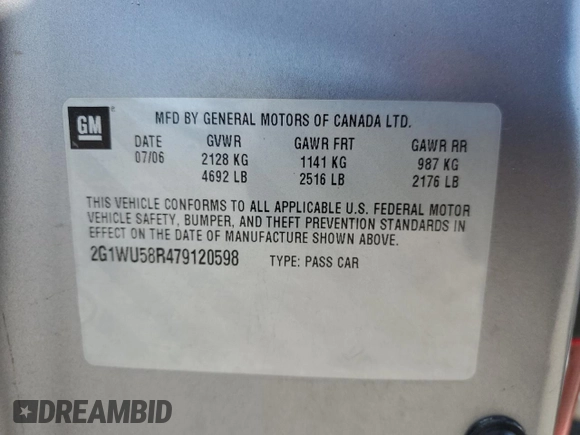 GM
MFD BY GENERAL MOTORS OF CANADA LTD.
DATE GVWR GAWR FRT GAWR RR
07/06 2128 KG 1141 KG 987 KG
4692 LB 2516 LB 2176 LB
THIS VEHICLE CONFORMS TO ALL APPLICABLE U.S. FEDERAL MOTOR
VEHICLE SAFETY, BUMPER, AND THEFT PREVENTION STANDARDS IN
EFFECT ON THE DATE OF MANUFACTURE SHOWN ABOVE.
2G1WU58R479120598 TYPE: PASS CAR
DREAMBID